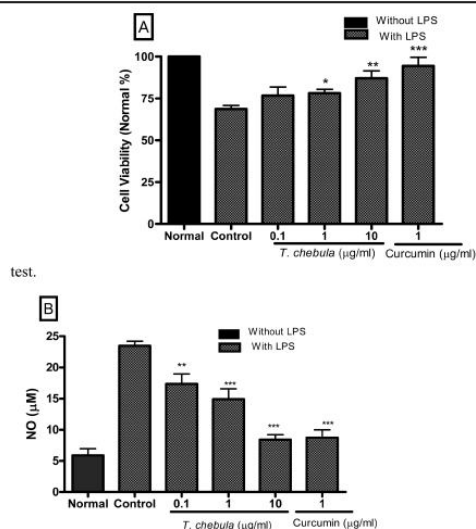 A
Without LPS
With LPS
Cell Viability (Normal %)
100
75
50
25
0
*
**
***
Normal Control 0.1 1 10 1
T. chebula (µg/ml) Curcumin (µg/ml)
test.
B
Without LPS
With LPS
NO (µM)
25
20
15
10
5
0
**
***
***
***
Normal Control 0.1 1 10 1
T. chebula (µg/ml) Curcumin (µg/ml)